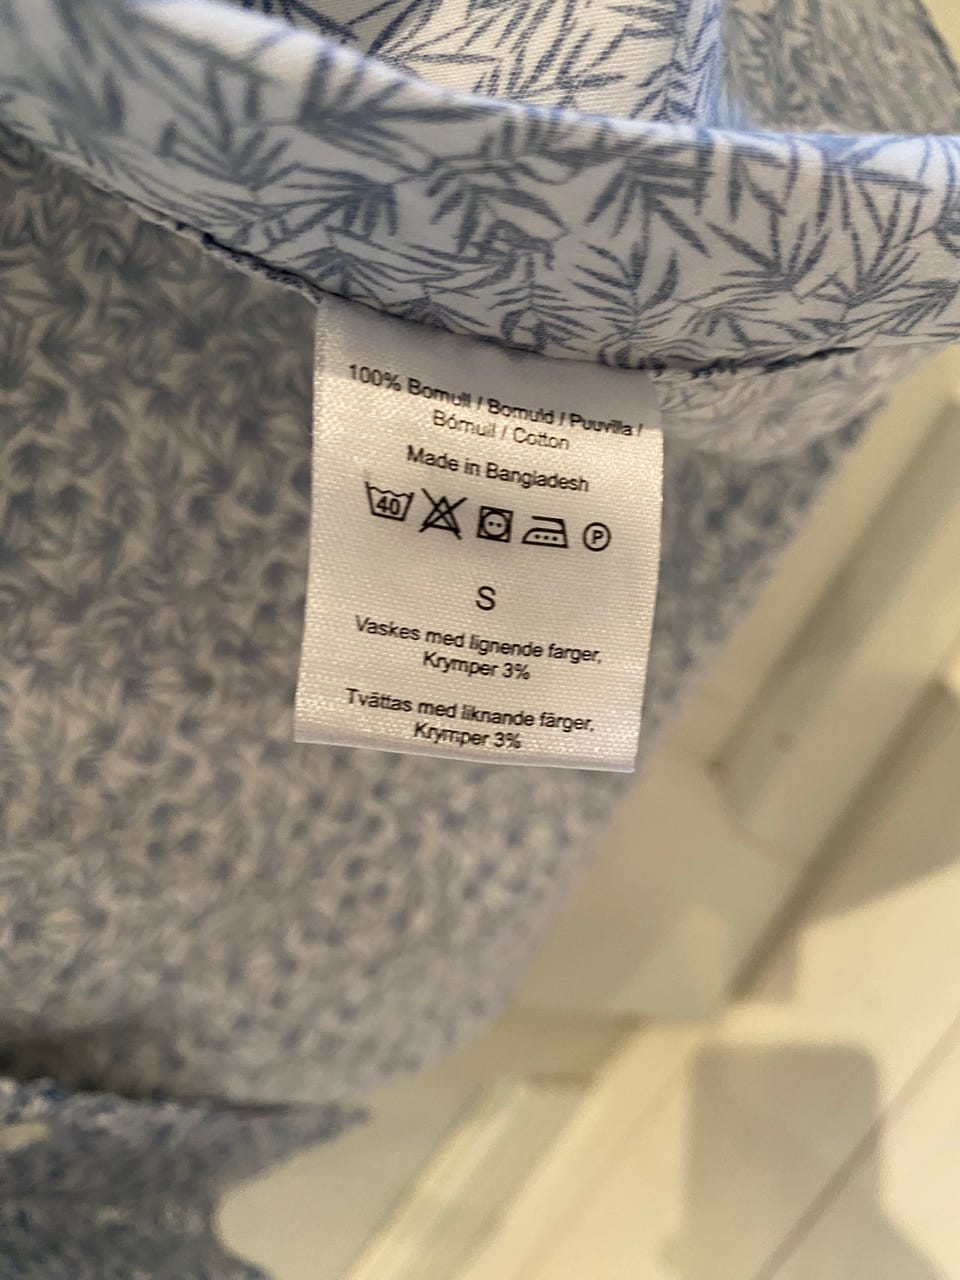 100% Bomull / Bomuld / Puuvilla /
Bómull / Cotton
Made in Bangladesh
40 P
S
Vaskes med lignende farger,
Krymper 3%
Tvättas med liknande färger,
Krymper 3%